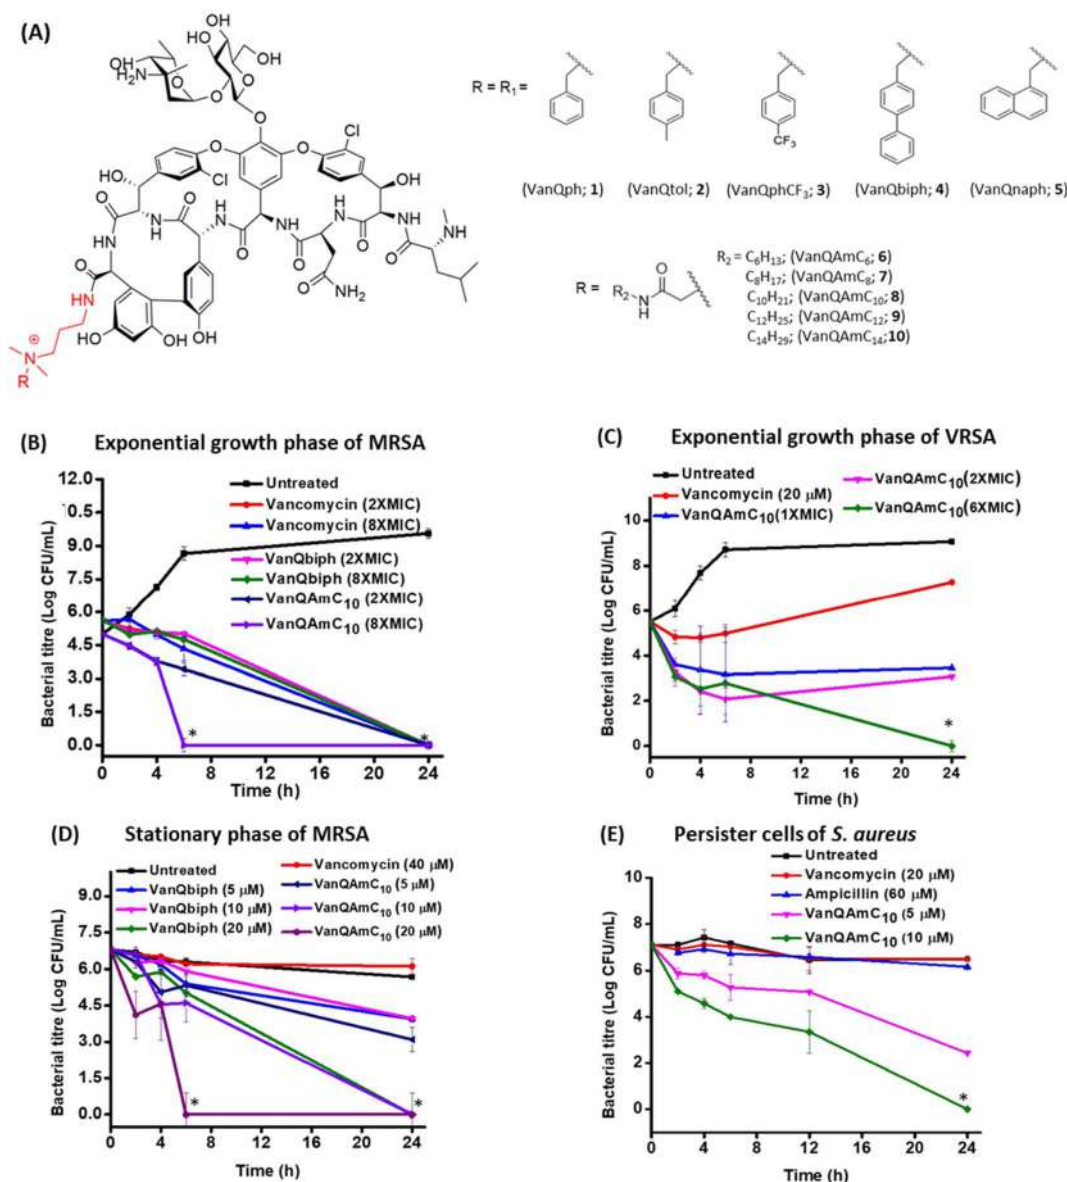 (A)
OH
HO
HO
OH
OH
H₂N
O
O
O
O
O
O
Cl
Cl
HO
OH
O
NH
O
H
N
O
H
N
O
H
N
O
H
N
O
HN
HN
O
NH
O
O
NH₂
HO
OH
OH
HN
⊕
N
R
R = R₁ =
CF₃
(VanQph; 1) (VanQtol; 2) (VanQphCF₃; 3) (VanQbiph; 4) (VanQnaph; 5)
R = R₂ N H O
R₂ = C₆H₁₃; (VanQAmC₆; 6)
C₈H₁₇; (VanQAmC₈; 7)
C₁₀H₂₁; (VanQAmC₁₀; 8)
C₁₂H₂₅; (VanQAmC₁₂; 9)
C₁₄H₂₉; (VanQAmC₁₄;10)
(B) Exponential growth phase of MRSA
Untreated
Vancomycin (2XMIC)
Vancomycin (8XMIC)
VanQbiph (2XMIC)
VanQbiph (8XMIC)
VanQAmC₁₀ (2XMIC)
VanQAmC₁₀ (8XMIC)
Bacterial titre (Log CFU/mL)
12.0
10.5
9.0
7.5
6.0
4.5
3.0
1.5
0.0
* *
0 4 8 12 16 20 24
Time (h)
(C) Exponential growth phase of VRSA
Untreated
Vancomycin (20 μM)
VanQAmC₁₀(1XMIC)
VanQAmC₁₀(2XMIC)
VanQAmC₁₀(6XMIC)
Bacterial titre (Log CFU/mL)
10
8
6
4
2
0
*
0 4 8 12 16 20 24
Time (h)
(D) Stationary phase of MRSA
Untreated
VanQbiph (5 μM)
VanQbiph (10 μM)
VanQbiph (20 μM)
Vancomycin (40 μM)
VanQAmC₁₀ (5 μM)
VanQAmC₁₀ (10 μM)
VanQAmC₁₀ (20 μM)
Bacterial titre (Log CFU/mL)
9.0
7.5
6.0
4.5
3.0
1.5
0.0
* *
0 4 8 12 16 20 24
Time (h)
(E) Persister cells of S. aureus
Untreated
Vancomycin (20 μM)
Ampicillin (60 μM)
VanQAmC₁₀ (5 μM)
VanQAmC₁₀ (10 μM)
Bacterial titre (Log CFU/mL)
10
8
6
4
2
0
*
0 4 8 12 16 20 24
Time (h)